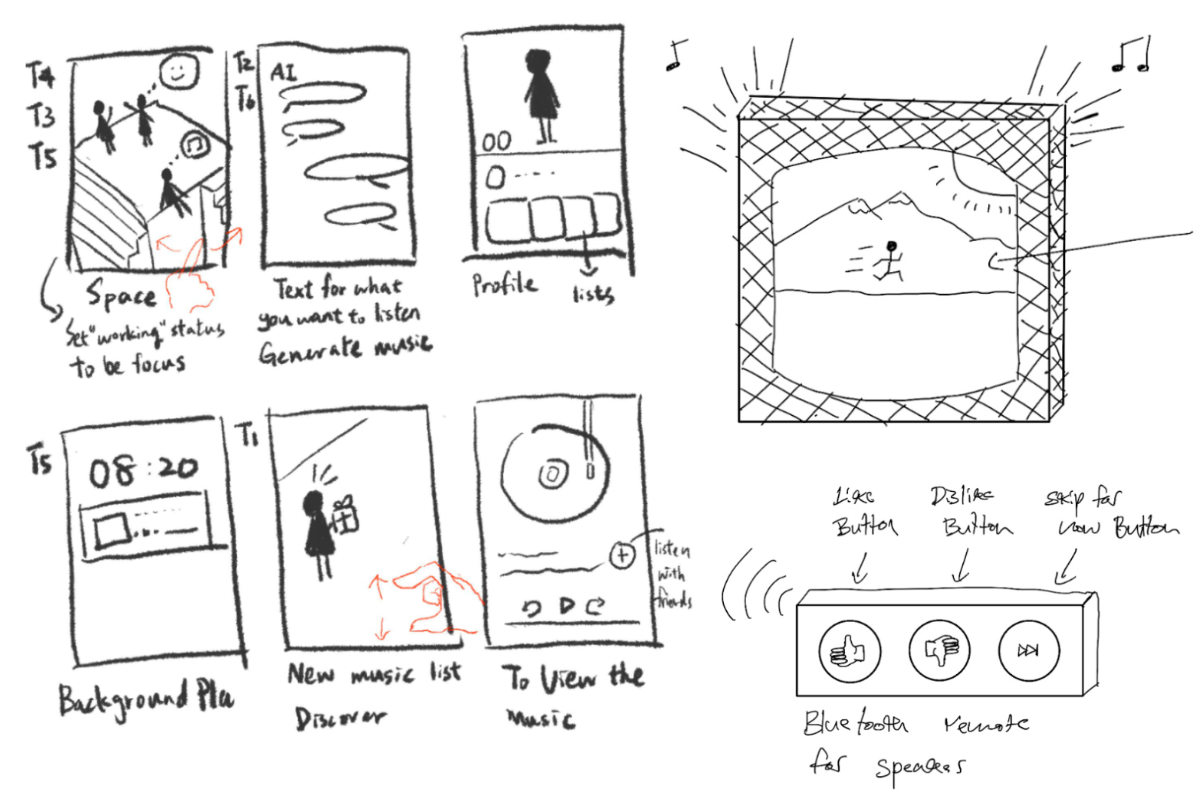 T4
T3
T5
Space
Set "working" status
to be focus
T2
T6
AI
Text for what
you want to listen
Generate music
Profile
lists
T5
08:20
Background Pla
T1
New music list
Discover
listen
with
friends
To View the
music
Like
Button
Dislike
Button
skip for
now Button
Bluetooth remote
for speakers